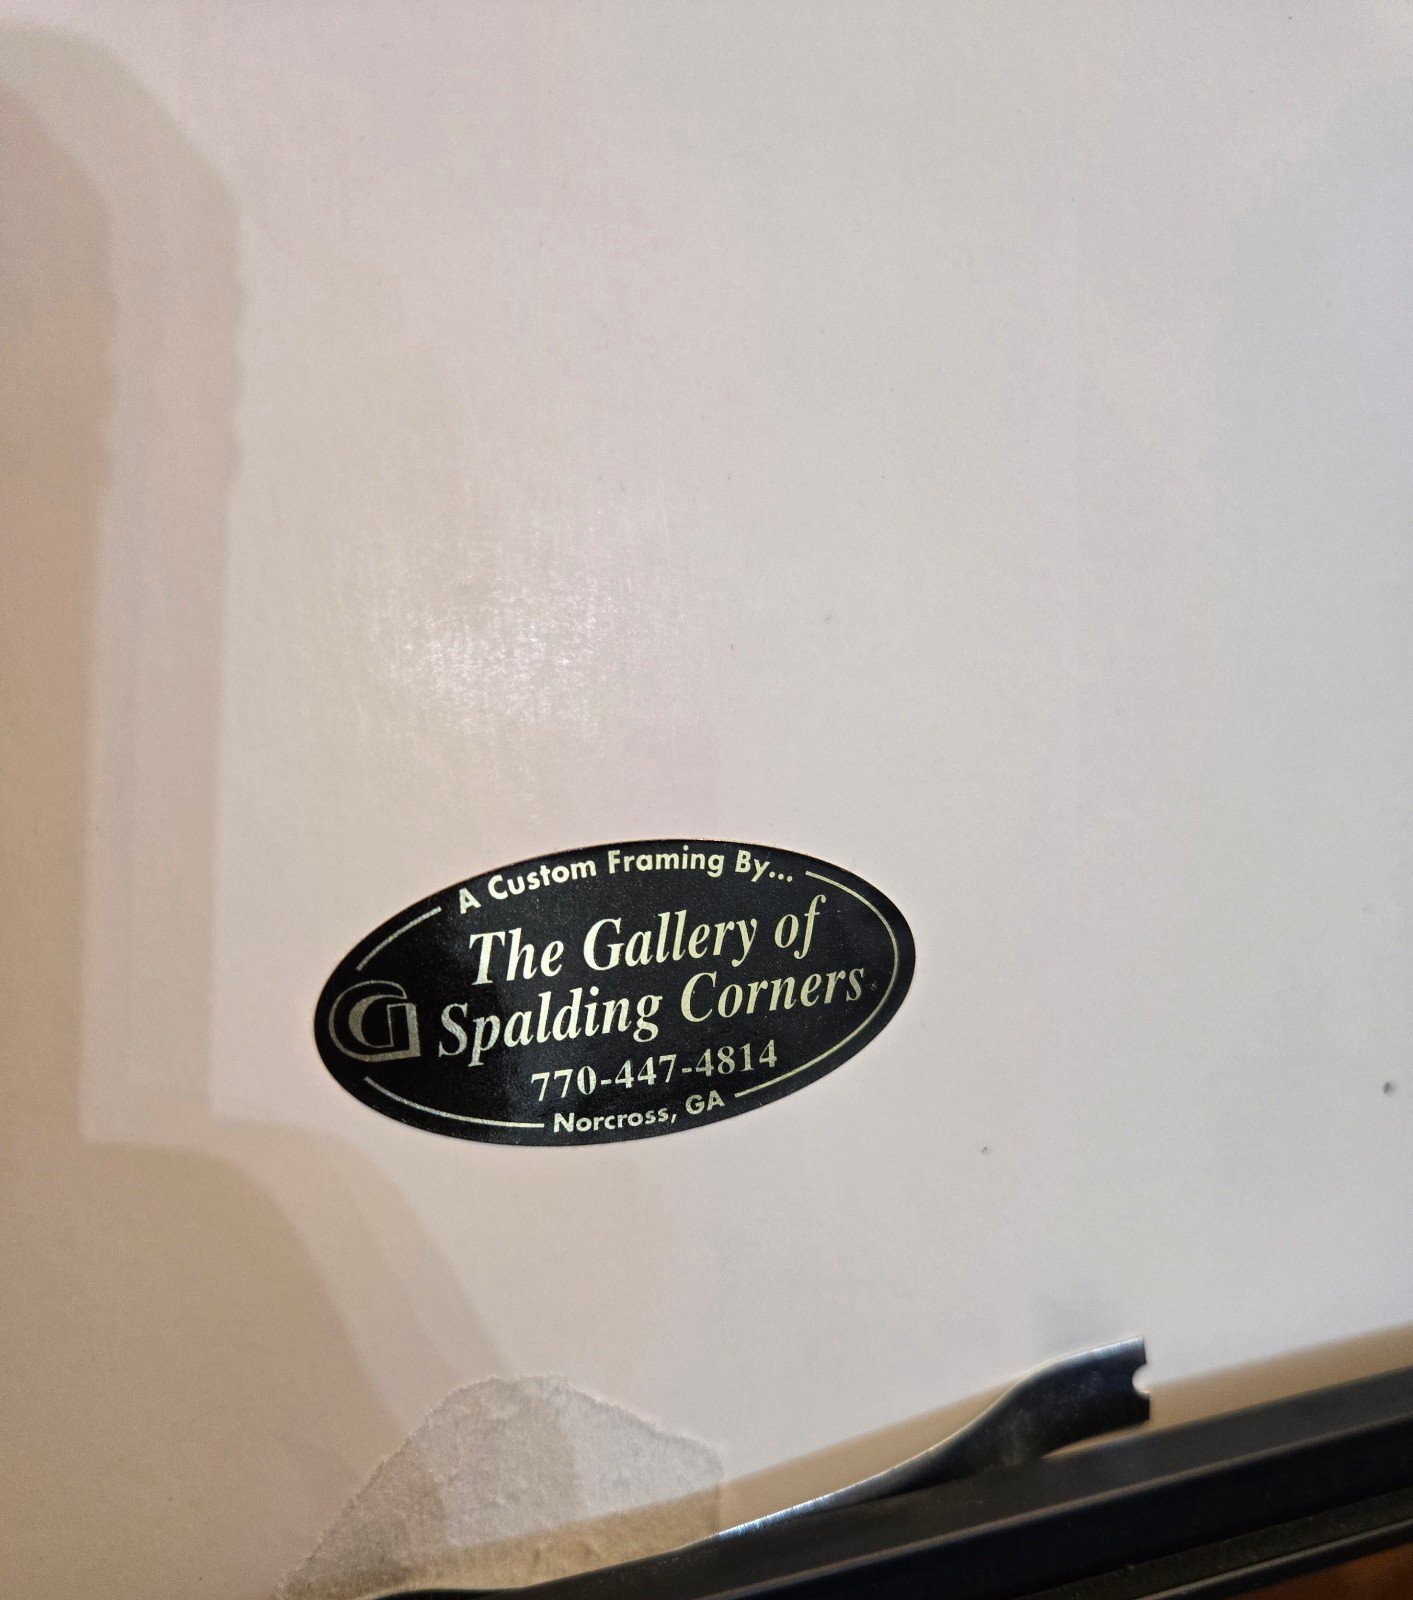 A Custom Framing By...
The Gallery of
Spalding Corners
770-447-4814
Norcross, GA